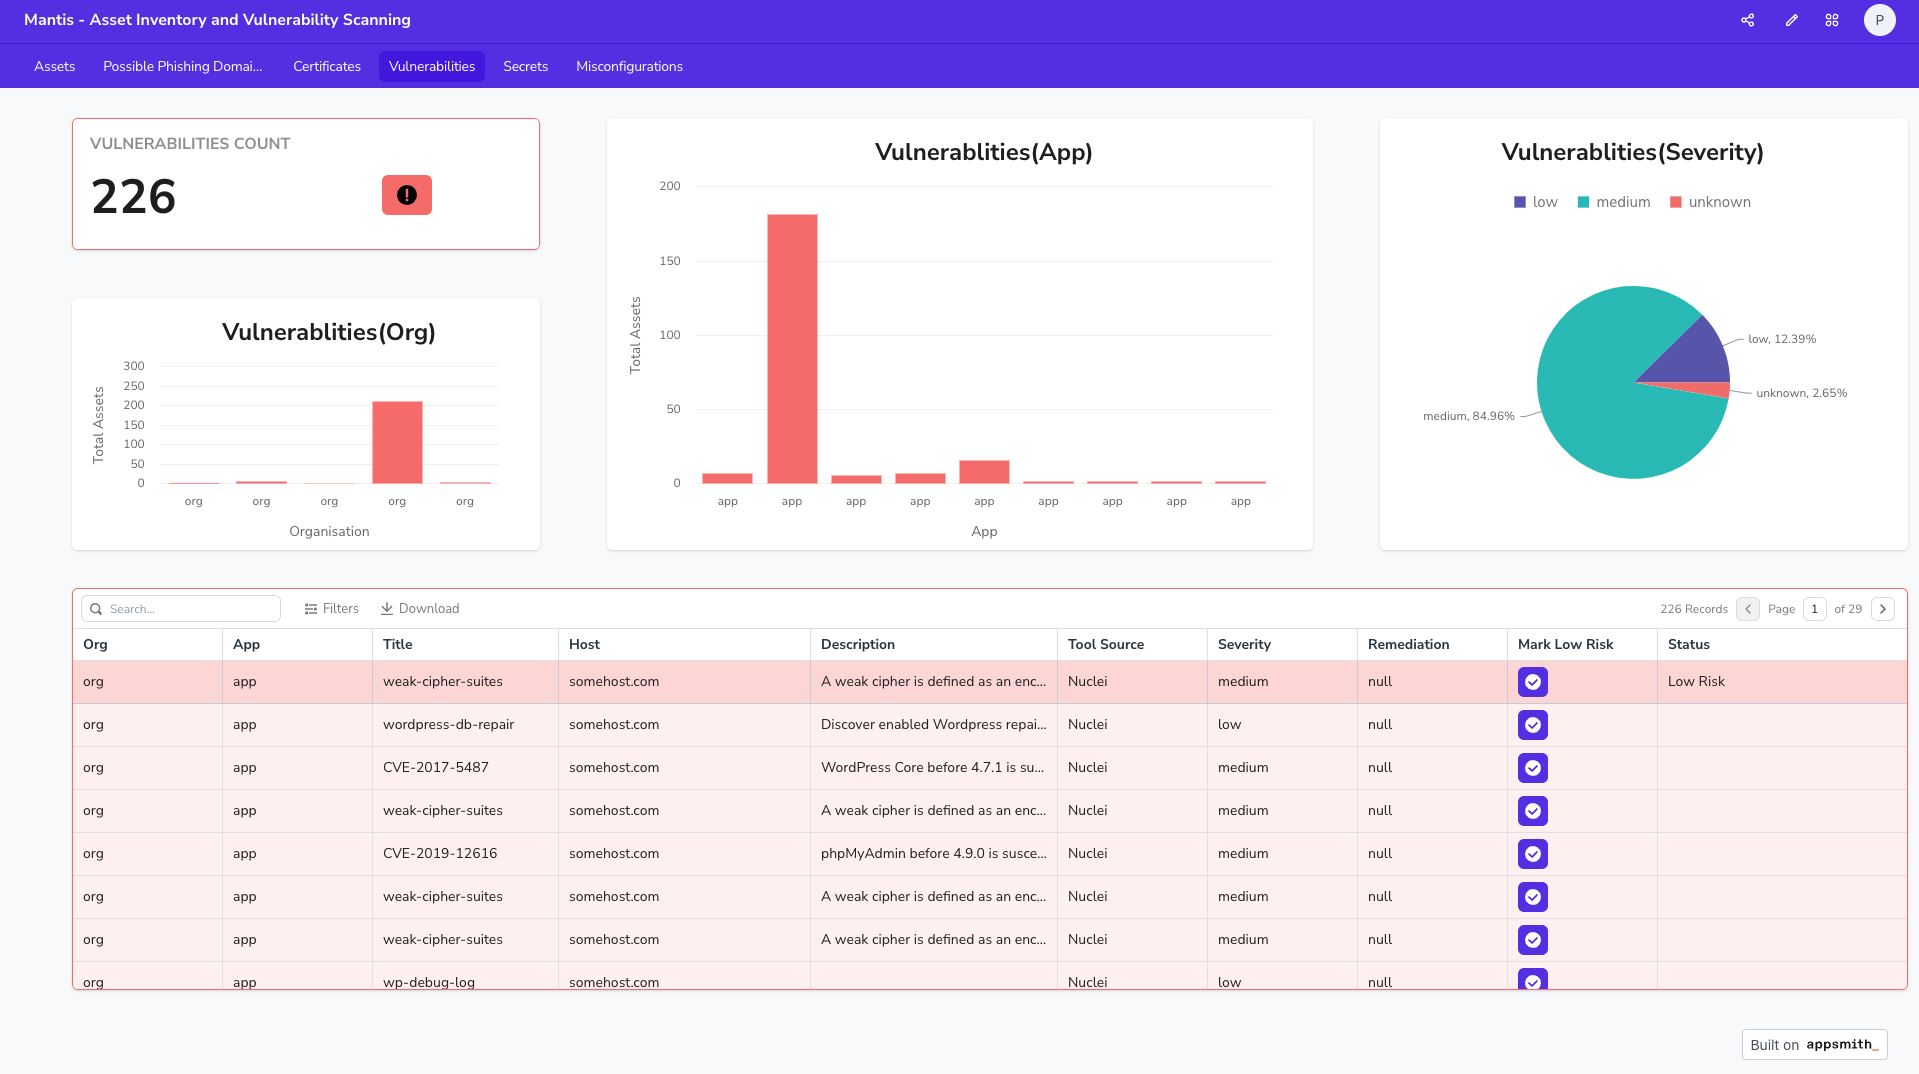 Mantis - Asset Inventory and Vulnerability Scanning
P
Assets Possible Phishing Domai... Certificates Vulnerabilities Secrets Misconfigurations
VULNERABILITIES COUNT
226
Vulnerablities(Org)
Total Assets
300
250
200
150
100
50
0
org org org org org
Organisation
Vulnerablities(App)
Total Assets
200
150
100
50
0
app app app app app app app app app
App
Vulnerablities(Severity)
low medium unknown
low, 12.39%
unknown, 2.65%
medium, 84.96%
Search... Filters Download 226 Records Page 1 of 29
Org App Title Host Description Tool Source Severity Remediation Mark Low Risk Status
org app weak-cipher-suites somehost.com A weak cipher is defined as an enc... Nuclei medium null Low Risk
org app wordpress-db-repair somehost.com Discover enabled Wordpress repai... Nuclei low null
org app CVE-2017-5487 somehost.com WordPress Core before 4.7.1 is su... Nuclei medium null
org app weak-cipher-suites somehost.com A weak cipher is defined as an enc... Nuclei medium null
org app CVE-2019-12616 somehost.com phpMyAdmin before 4.9.0 is susce... Nuclei medium null
org app weak-cipher-suites somehost.com A weak cipher is defined as an enc... Nuclei medium null
org app weak-cipher-suites somehost.com A weak cipher is defined as an enc... Nuclei medium null
org app wp-debug-log somehost.com Nuclei low null
Built on appsmith_